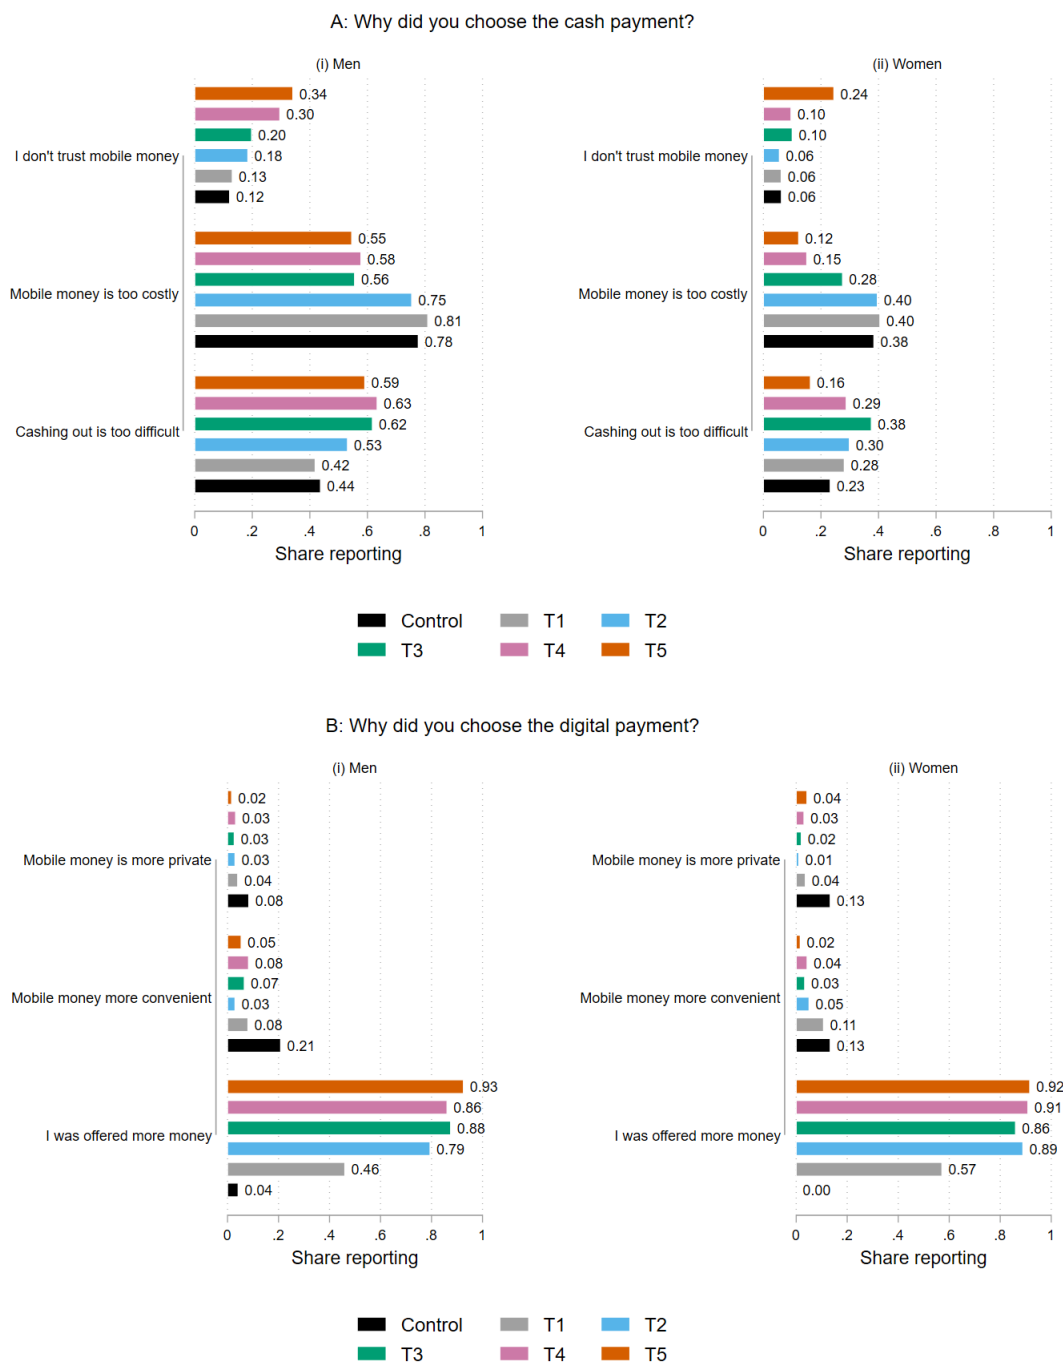 A: Why did you choose the cash payment?
(i) Men
(ii) Women
I don't trust mobile money
0.34
0.30
0.20
0.18
0.13
0.12
Mobile money is too costly
0.55
0.58
0.56
0.75
0.81
0.78
Cashing out is too difficult
0.59
0.63
0.62
0.53
0.42
0.44
0 .2 .4 .6 .8 1
Share reporting
I don't trust mobile money
0.24
0.10
0.10
0.06
0.06
0.06
Mobile money is too costly
0.12
0.15
0.28
0.40
0.40
0.38
Cashing out is too difficult
0.16
0.29
0.38
0.30
0.28
0.23
0 .2 .4 .6 .8 1
Share reporting
Control T1 T2
T3 T4 T5
B: Why did you choose the digital payment?
(i) Men
(ii) Women
Mobile money is more private
0.02
0.03
0.03
0.03
0.04
0.08
Mobile money more convenient
0.05
0.08
0.07
0.03
0.08
0.21
I was offered more money
0.93
0.86
0.88
0.79
0.46
0.04
0 .2 .4 .6 .8 1
Share reporting
Mobile money is more private
0.04
0.03
0.02
0.01
0.04
0.13
Mobile money more convenient
0.02
0.04
0.03
0.05
0.11
0.13
I was offered more money
0.92
0.91
0.86
0.89
0.57
0.00
0 .2 .4 .6 .8 1
Share reporting
Control T1 T2
T3 T4 T5